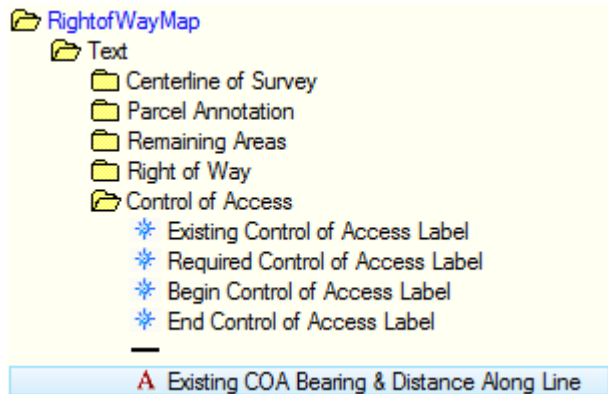 RightofWayMap
Text
Centerline of Survey
Parcel Annotation
Remaining Areas
Right of Way
Control of Access
Existing Control of Access Label
Required Control of Access Label
Begin Control of Access Label
End Control of Access Label
A Existing COA Bearing & Distance Along Line